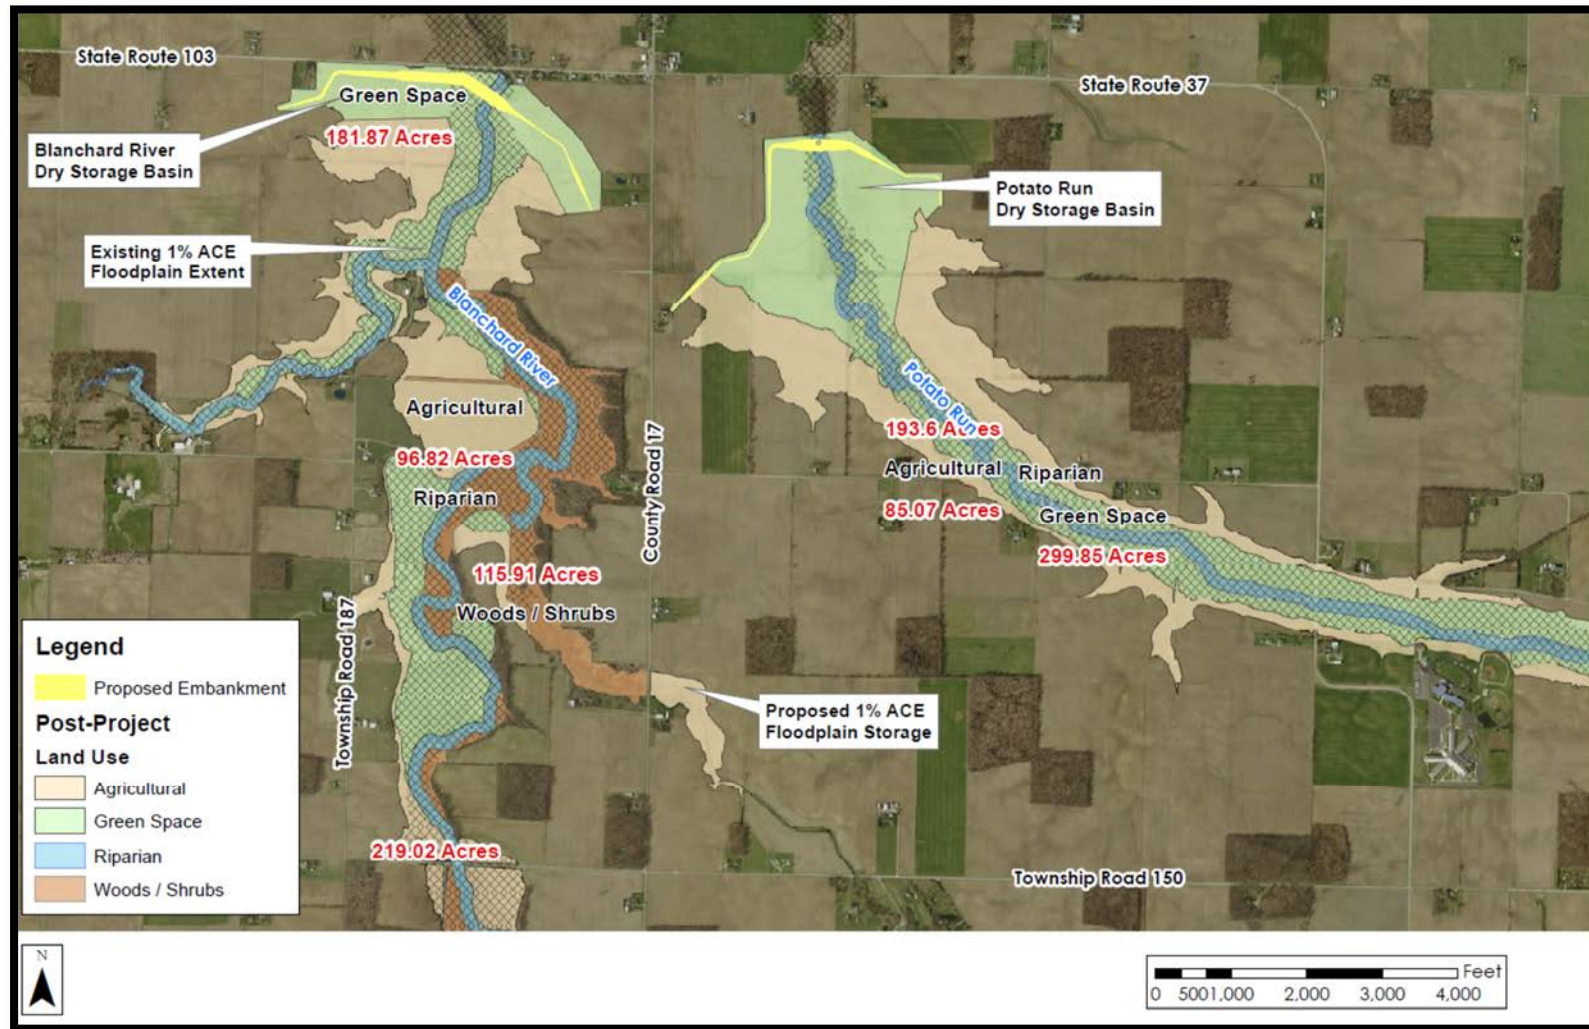 State Route 103
State Route 37
Green Space
181.87 Acres
Blanchard River
Dry Storage Basin
Potato Run
Dry Storage Basin
Existing 1% ACE
Floodplain Extent
Blanchard River
Agricultural
96.82 Acres
Riparian
County Road 17
Potato Run
193.6 Acres
Agricultural
Riparian
85.07 Acres
Green Space
299.85 Acres
115.91 Acres
Woods / Shrubs
Township Road 187
Proposed 1% ACE
Floodplain Storage
219.02 Acres
Township Road 150
Legend
Proposed Embankment
Post-Project
Land Use
Agricultural
Green Space
Riparian
Woods / Shrubs
N
Feet
0 500 1,000 2,000 3,000 4,000